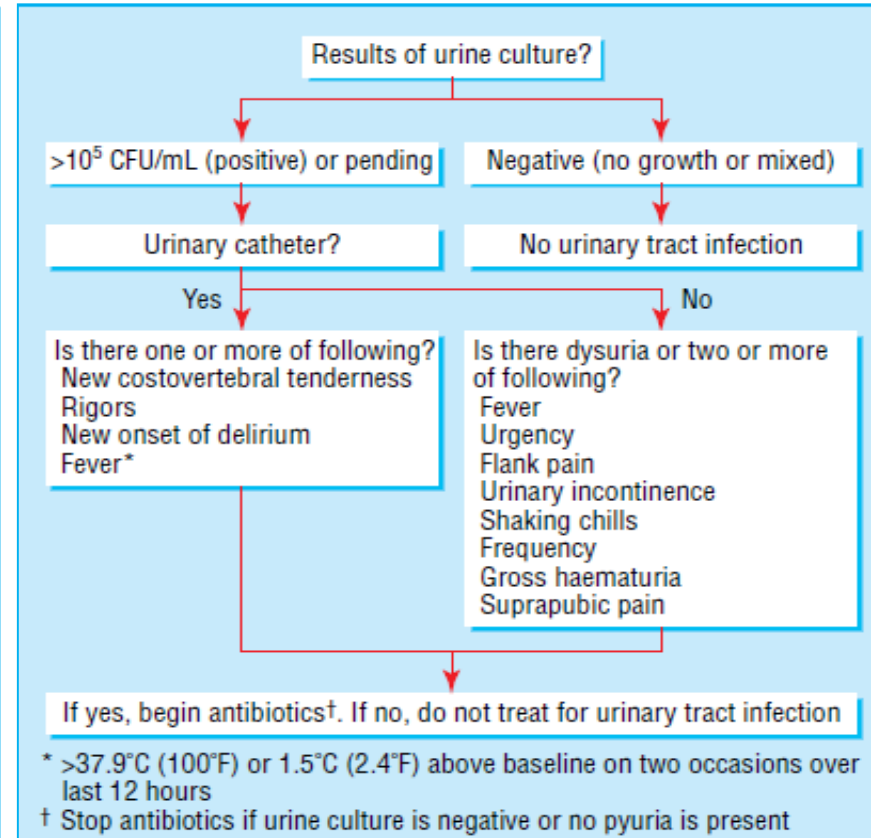 Results of urine culture?
>10⁵ CFU/mL (positive) or pending
Negative (no growth or mixed)
Urinary catheter?
No urinary tract infection
Yes
No
Is there one or more of following?
New costovertebral tenderness
Rigors
New onset of delirium
Fever*
Is there dysuria or two or more
of following?
Fever
Urgency
Flank pain
Urinary incontinence
Shaking chills
Frequency
Gross haematuria
Suprapubic pain
If yes, begin antibiotics†. If no, do not treat for urinary tract infection
* >37.9°C (100°F) or 1.5°C (2.4°F) above baseline on two occasions over
last 12 hours
† Stop antibiotics if urine culture is negative or no pyuria is present